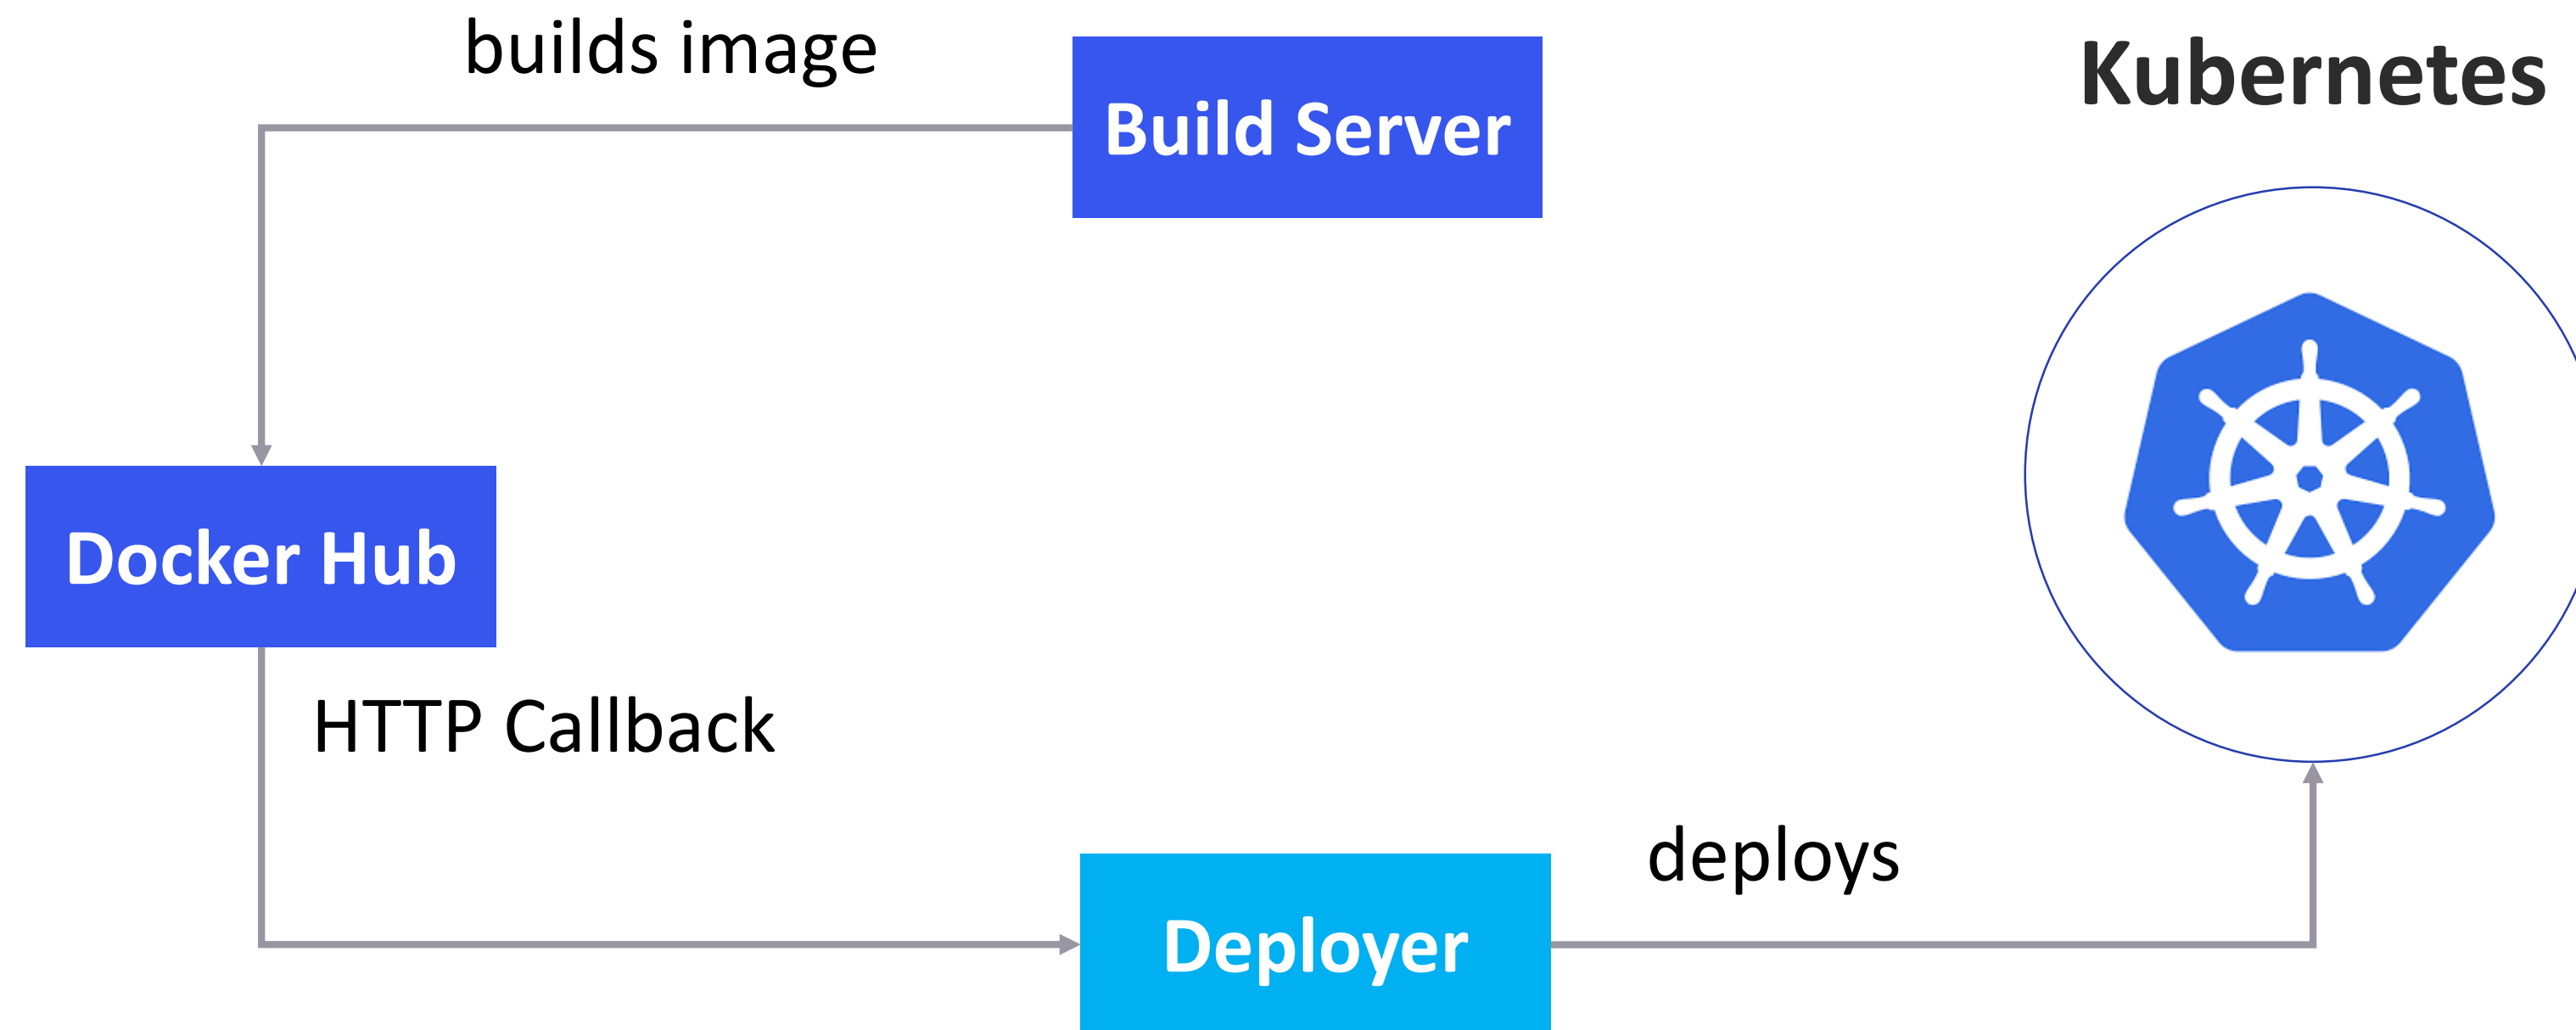 builds image
Build Server
Kubernetes
Docker Hub
HTTP Callback
deploys
Deployer